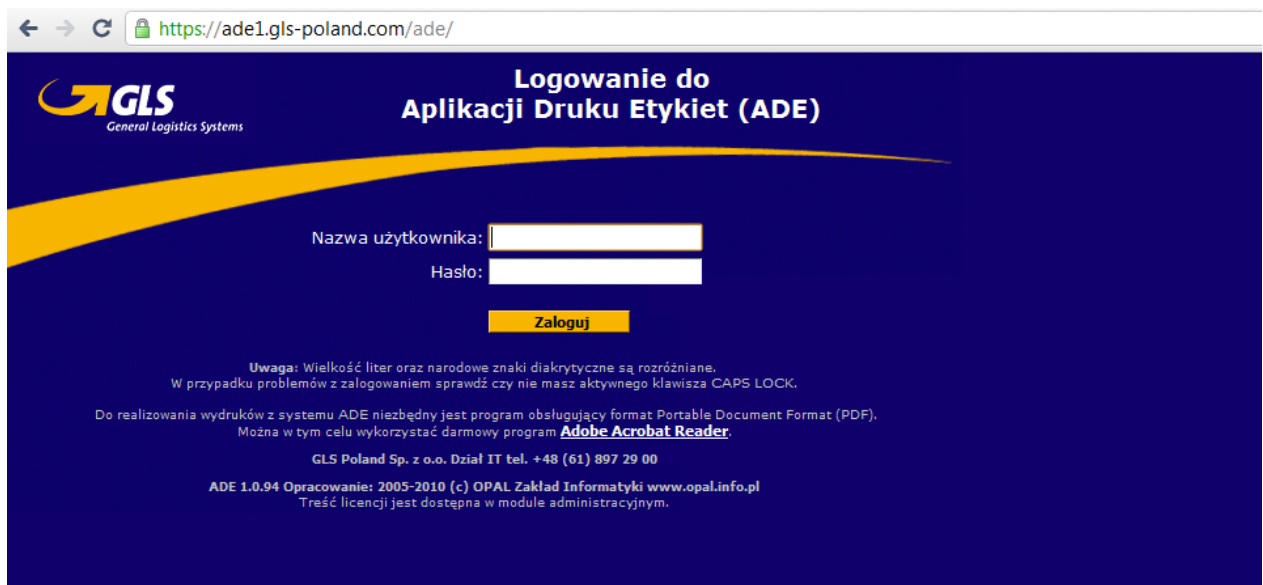 https://ade1.gls-poland.com/ade/
GLS
General Logistics Systems
Logowanie do
Aplikacji Druku Etykiet (ADE)
Nazwa użytkownika:
Hasło:
Zaloguj
Uwaga: Wielkość liter oraz narodowe znaki diakrytyczne są rozróżniane.
W przypadku problemów z zalogowaniem sprawdź czy nie masz aktywnego klawisza CAPS LOCK.
Do realizowania wydruków z systemu ADE niezbędny jest program obsługujący format Portable Document Format (PDF).
Można w tym celu wykorzystać darmowy program Adobe Acrobat Reader.
GLS Poland Sp. z o.o. Dział IT tel. +48 (61) 897 29 00
ADE 1.0.94 Opracowanie: 2005-2010 (c) OPAL Zakład Informatyki www.opal.info.pl
Treść licencji jest dostępna w module administracyjnym.